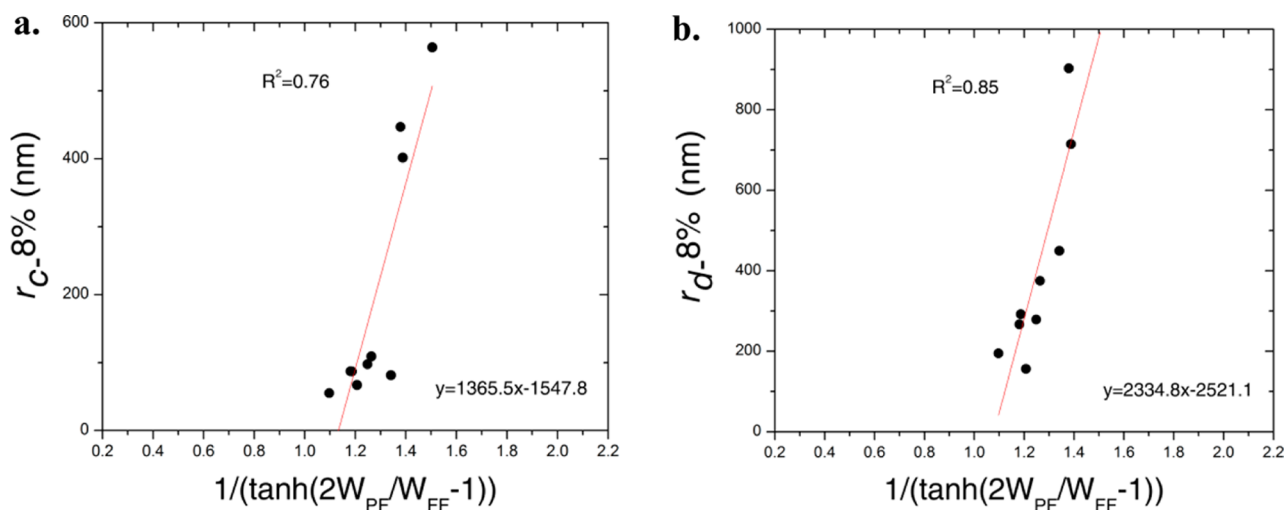 a.
600
400
200
0
R²=0.76
y=1365.5x-1547.8
r_c-8% (nm)
0.2 0.4 0.6 0.8 1.0 1.2 1.4 1.6 1.8 2.0 2.2
1/(tanh(2W_PF/W_FF-1))
b.
1000
800
600
400
200
0
R²=0.85
y=2334.8x-2521.1
r_d-8% (nm)
0.2 0.4 0.6 0.8 1.0 1.2 1.4 1.6 1.8 2.0 2.2
1/(tanh(2W_PF/W_FF-1))